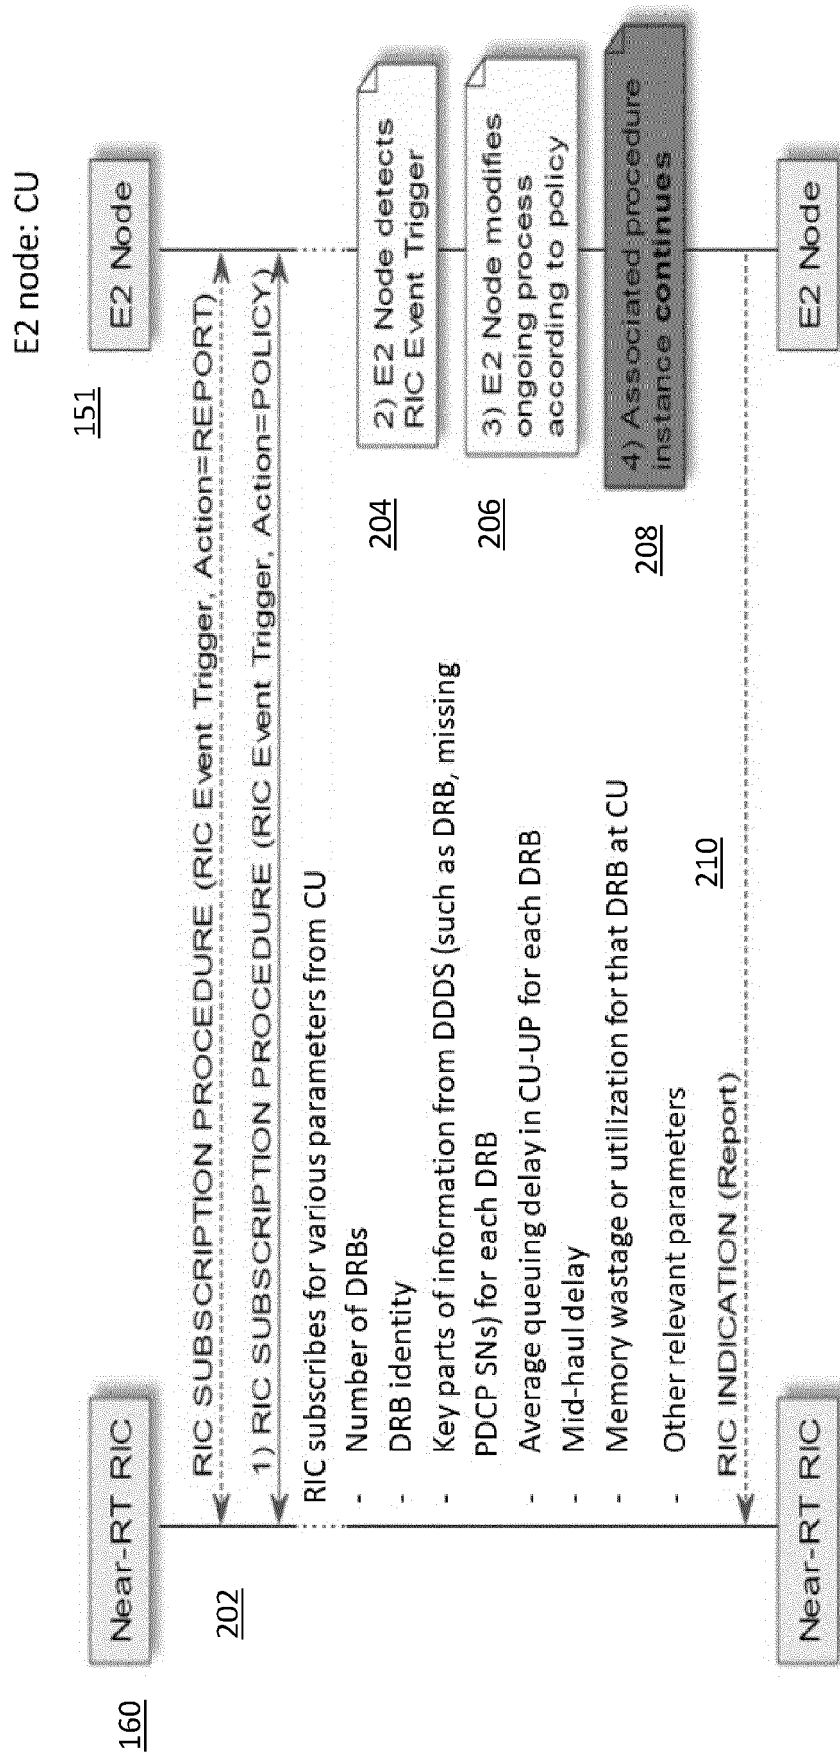 E2 node: CU
160
Near-RT RIC
151
E2 Node
RIC SUBSCRIPTION PROCEDURE (RIC Event Trigger, Action=REPORT)
202
1) RIC SUBSCRIPTION PROCEDURE (RIC Event Trigger, Action=POLICY)
RIC subscribes for various parameters from CU
- Number of DRBs
- DRB identity
- Key parts of information from DDDS (such as DRB, missing
PDCP SNs) for each DRB
- Average queuing delay in CU-UP for each DRB
- Mid-haul delay
- Memory wastage or utilization for that DRB at CU
- Other relevant parameters
204
2) E2 Node detects
RIC Event Trigger
206
3) E2 Node modifies
ongoing process
according to policy
208
4) Associated procedure
instance continues
210
RIC INDICATION (Report)
Near-RT RIC
E2 Node